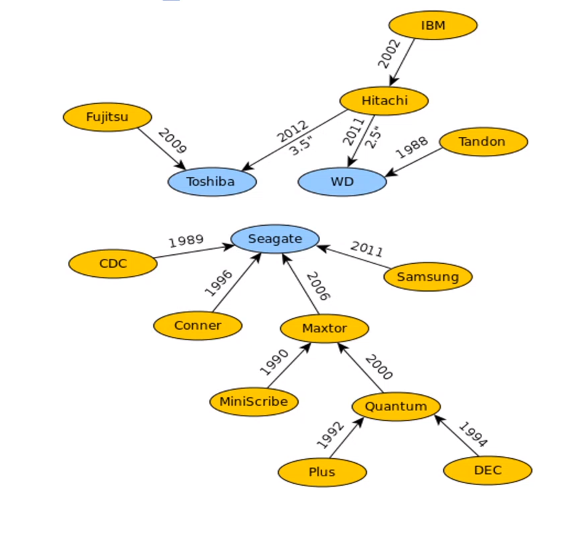 IBM
2002
Hitachi
Fujitsu
2009
2012
3.5"
2011
2.5"
1988
Tandon
Toshiba
WD
Seagate
1989
CDC
1996
2006
2011
Samsung
Conner
Maxtor
1990
2000
MiniScribe
Quantum
1992
1994
Plus
DEC